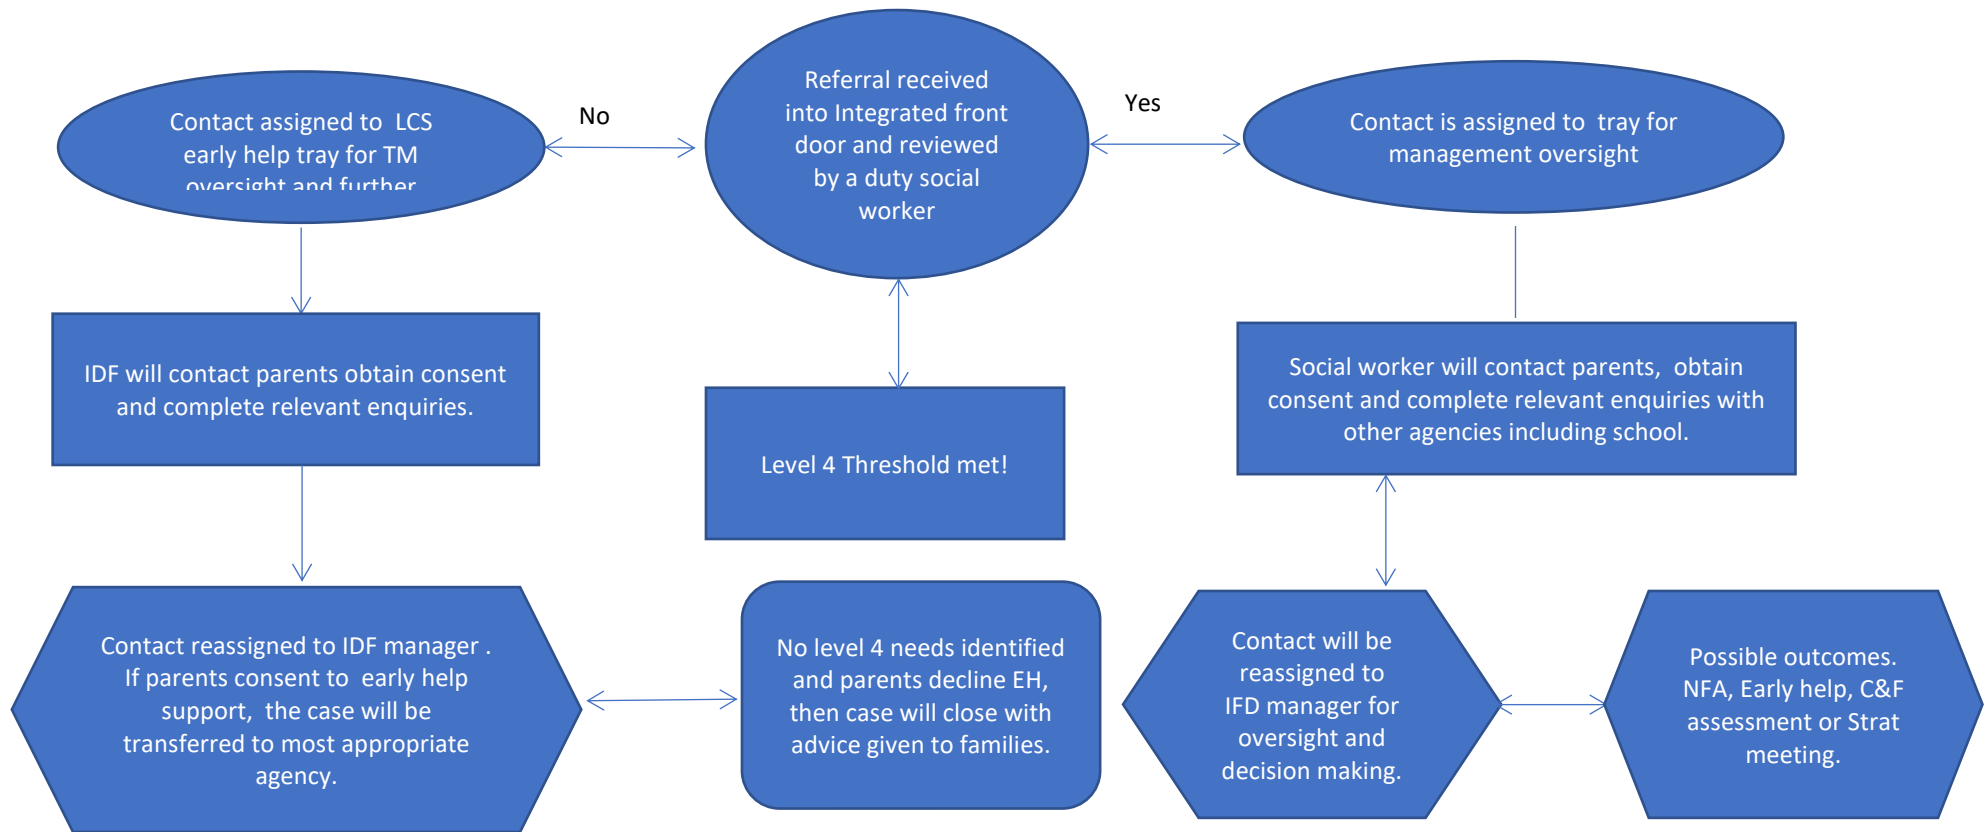 Contact assigned to LCS
early help tray for TM
oversight and further
No
Referral received
into Integrated front
door and reviewed
by a duty social
worker
Yes
Contact is assigned to tray for
management oversight
IDF will contact parents obtain consent
and complete relevant enquiries.
Level 4 Threshold met!
Social worker will contact parents, obtain
consent and complete relevant enquiries with
other agencies including school.
Contact reassigned to IDF manager .
If parents consent to early help
support, the case will be
transferred to most appropriate
agency.
No level 4 needs identified
and parents decline EH,
then case will close with
advice given to families.
Contact will be
reassigned to
IFD manager for
oversight and
decision making.
Possible outcomes.
NFA, Early help, C&F
assessment or Strat
meeting.